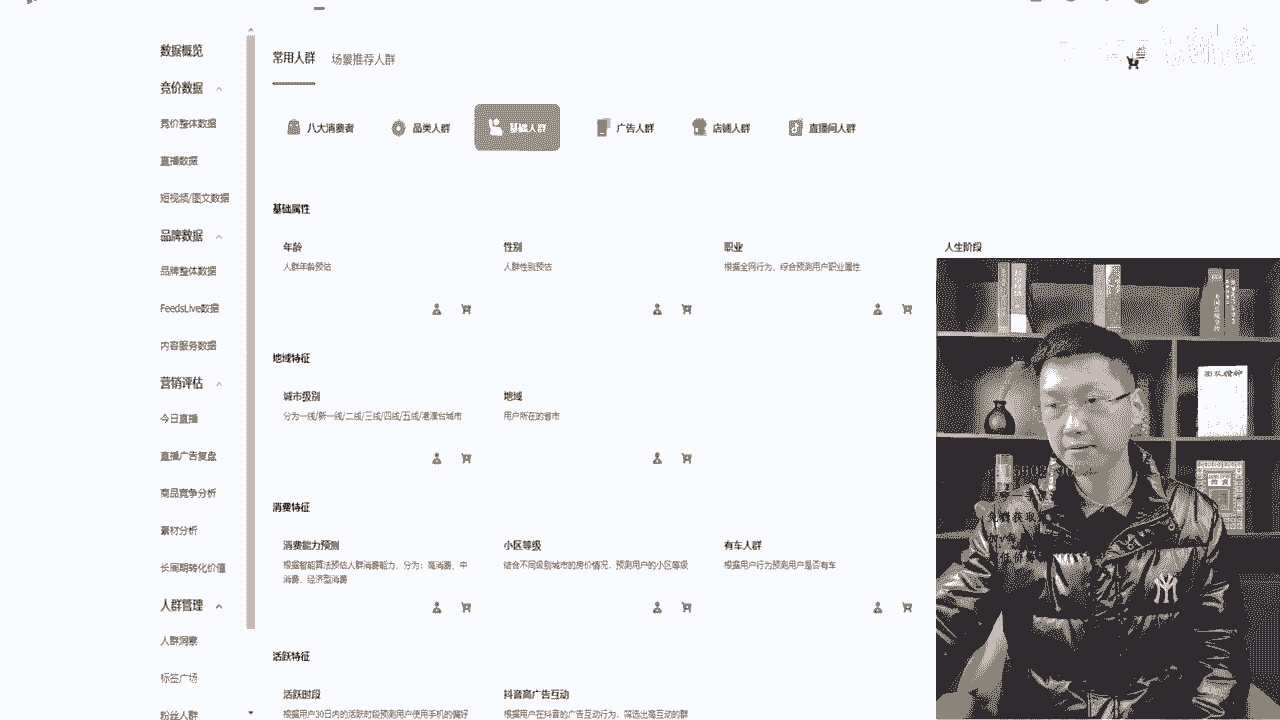 数据概览
竞价数据
竞价整体数据
直播数据
短视频/图文数据
品牌数据
品牌整体数据
FeedsLive数据
内容服务数据
营销评估
今日直播
直播广告复盘
商品竞争分析
素材分析
长周期转化价值
人群管理
人群洞察
标签广场
粉丝人群
常用人群 场景推荐人群
八大消费者 品类人群 人群 广告人群 店铺人群 直播间人群
基础属性
年龄 性别 职业 人生阶段
人群年龄预估 人群性别预估 根据全网行为，综合预测用户职业属性
地域特征
城市级别 地域
分为一线/新一线/二线/三线/四线/五线/港澳台城市 用户所在的省市
消费特征
消费能力预测 小区等级 有车人群
根据智能算法预估人群消费能力，分为：高消费、中 结合不同级别城市的房价情况，预测用户的小区等级 根据用户行为预测用户是否有车
消费、经济型消费
活跃特征
活跃时段 抖音高广告互动
根据用户30日内的活跃时段预测用户使用手机的偏好 根据用户在抖音的广告互动行为，筛选出高互动的群
团队精神